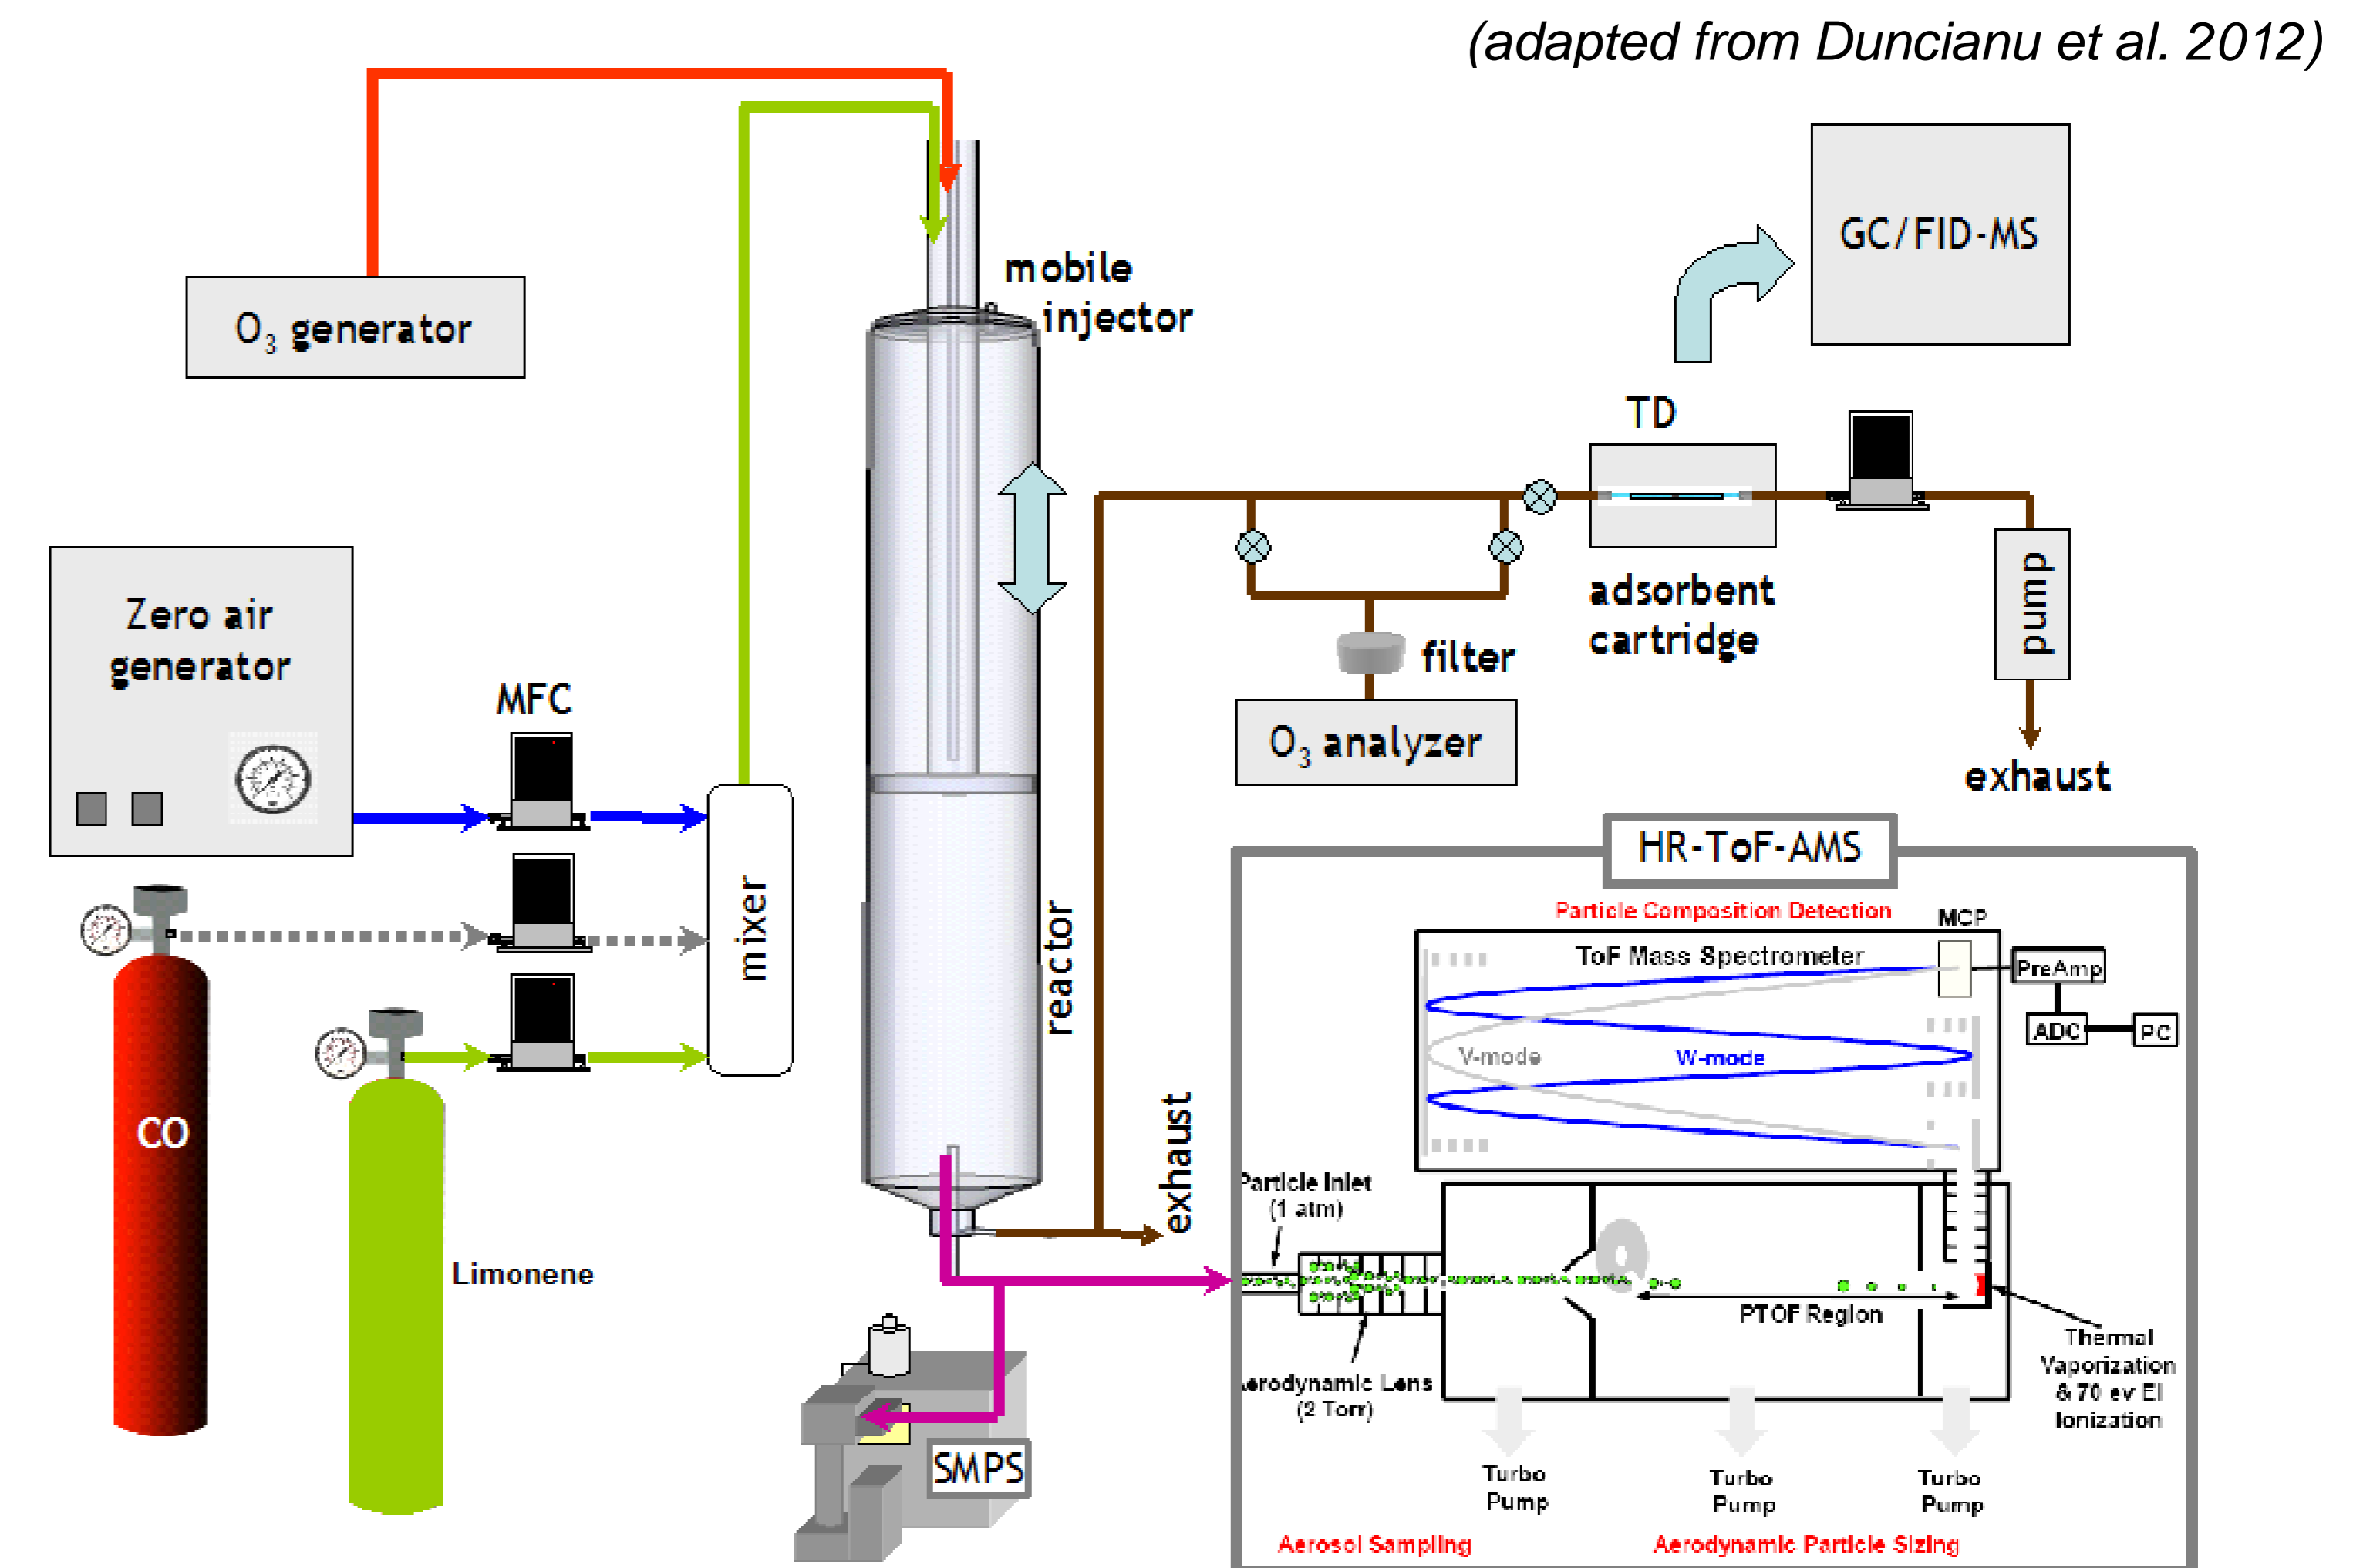 (adapted from Duncianu et al. 2012)
GC/FID-MS
mobile
injector
O₃ generator
TD
Zero air
generator
adsorbent
cartridge
pump
filter
MFC
O₃ analyzer
exhaust
HR-ToF-AMS
mixer
reactor
Particle Composition Detection
MCP
ToF Mass Spectrometer
PreAmp
ADC
PC
V-mode
W-mode
CO
exhaust
Particle Inlet
(1 atm)
Limonene
PTOF Region
Thermal
Vaporization
& 70 ev EI
Ionization
Aerodynamic Lens
(2 Torr)
SMPS
Turbo
Pump
Turbo
Pump
Turbo
Pump
Aerosol Sampling
Aerodynamic Particle Sizing